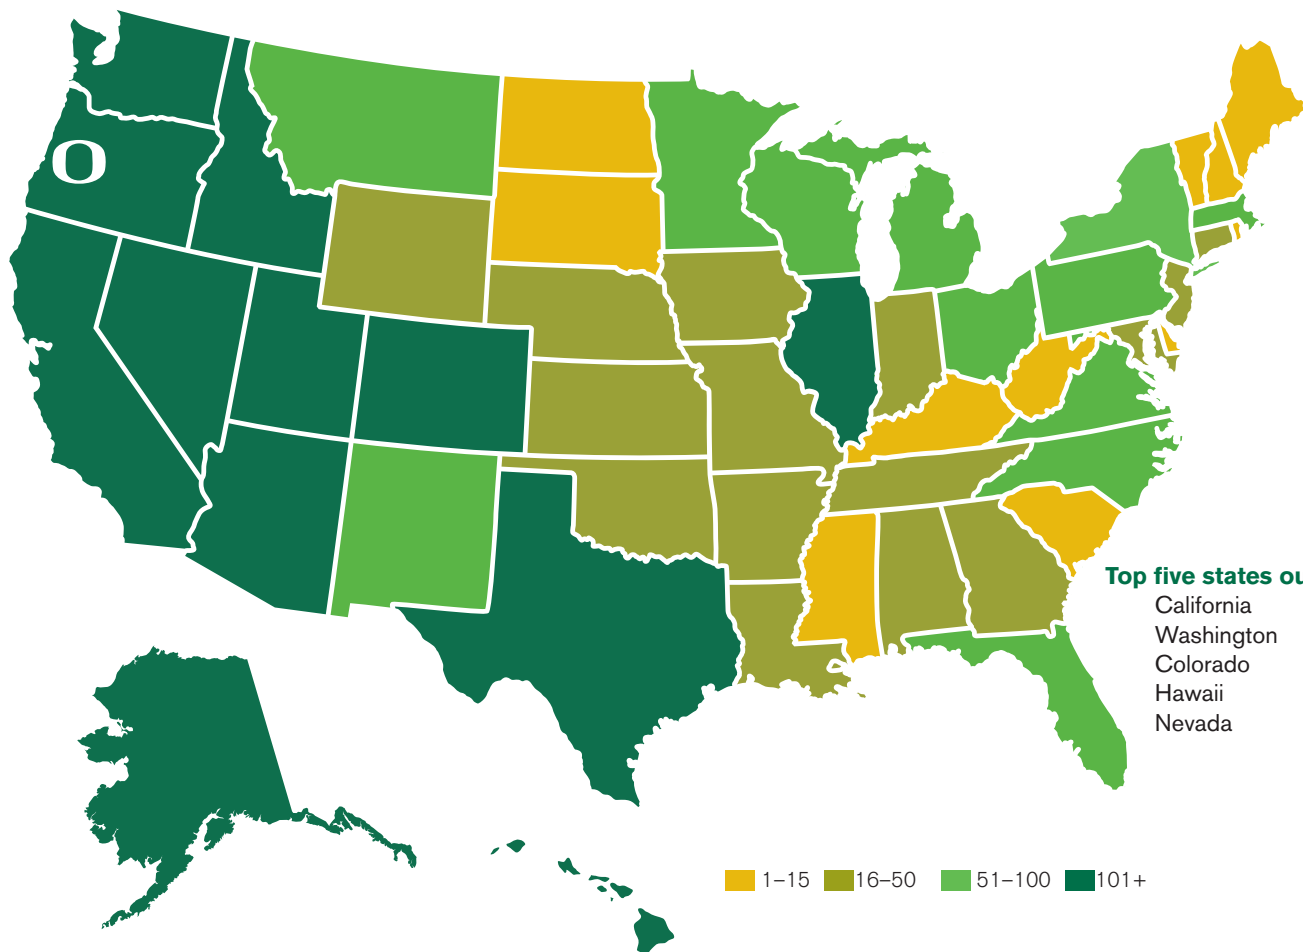 O
Top five states ou
California
Washington
Colorado
Hawaii
Nevada
1–15 16–50 51–100 101+